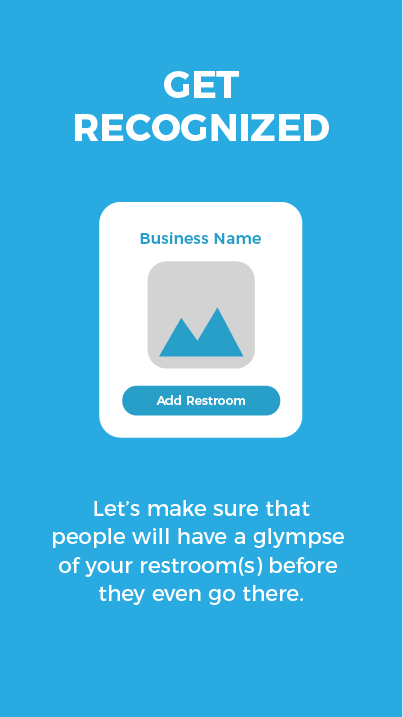 GET
RECOGNIZED
Business Name
Add Restroom
Let's make sure that
people will have a glympse
of your restroom(s) before
they even go there.